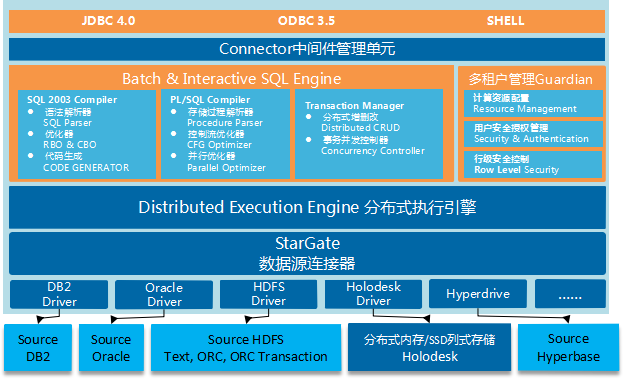 JDBC 4.0
ODBC 3.5
SHELL
Connector中间件管理单元
Batch & Interactive SQL Engine
SQL 2003 Compiler
语法解析器
SQL Parser
优化器
RBO & CBO
代码生成
CODE GENERATOR
PL/SQL Compiler
存储过程解析器
Procedure Parser
控制流优化器
CFG Optimizer
并行优化器
Parallel Optimizer
Transaction Manager
分布式增删改
Distributed CRUD
事务并发控制器
Concurrency Controller
多租户管理Guardian
计算资源配置
Resource Management
用户安全授权管理
Security & Authentication
行级安全控制
Row Level Security
Distributed Execution Engine 分布式执行引擎
StarGate
数据源连接器
DB2
Driver
Oracle
Driver
HDFS
Driver
Holodesk
Driver
Hyperdrive
......
Source
DB2
Source
Oracle
Source HDFS
Text, ORC, ORC Transaction
分布式内存/SSD列式存储
Holodesk
Source
Hyperbase